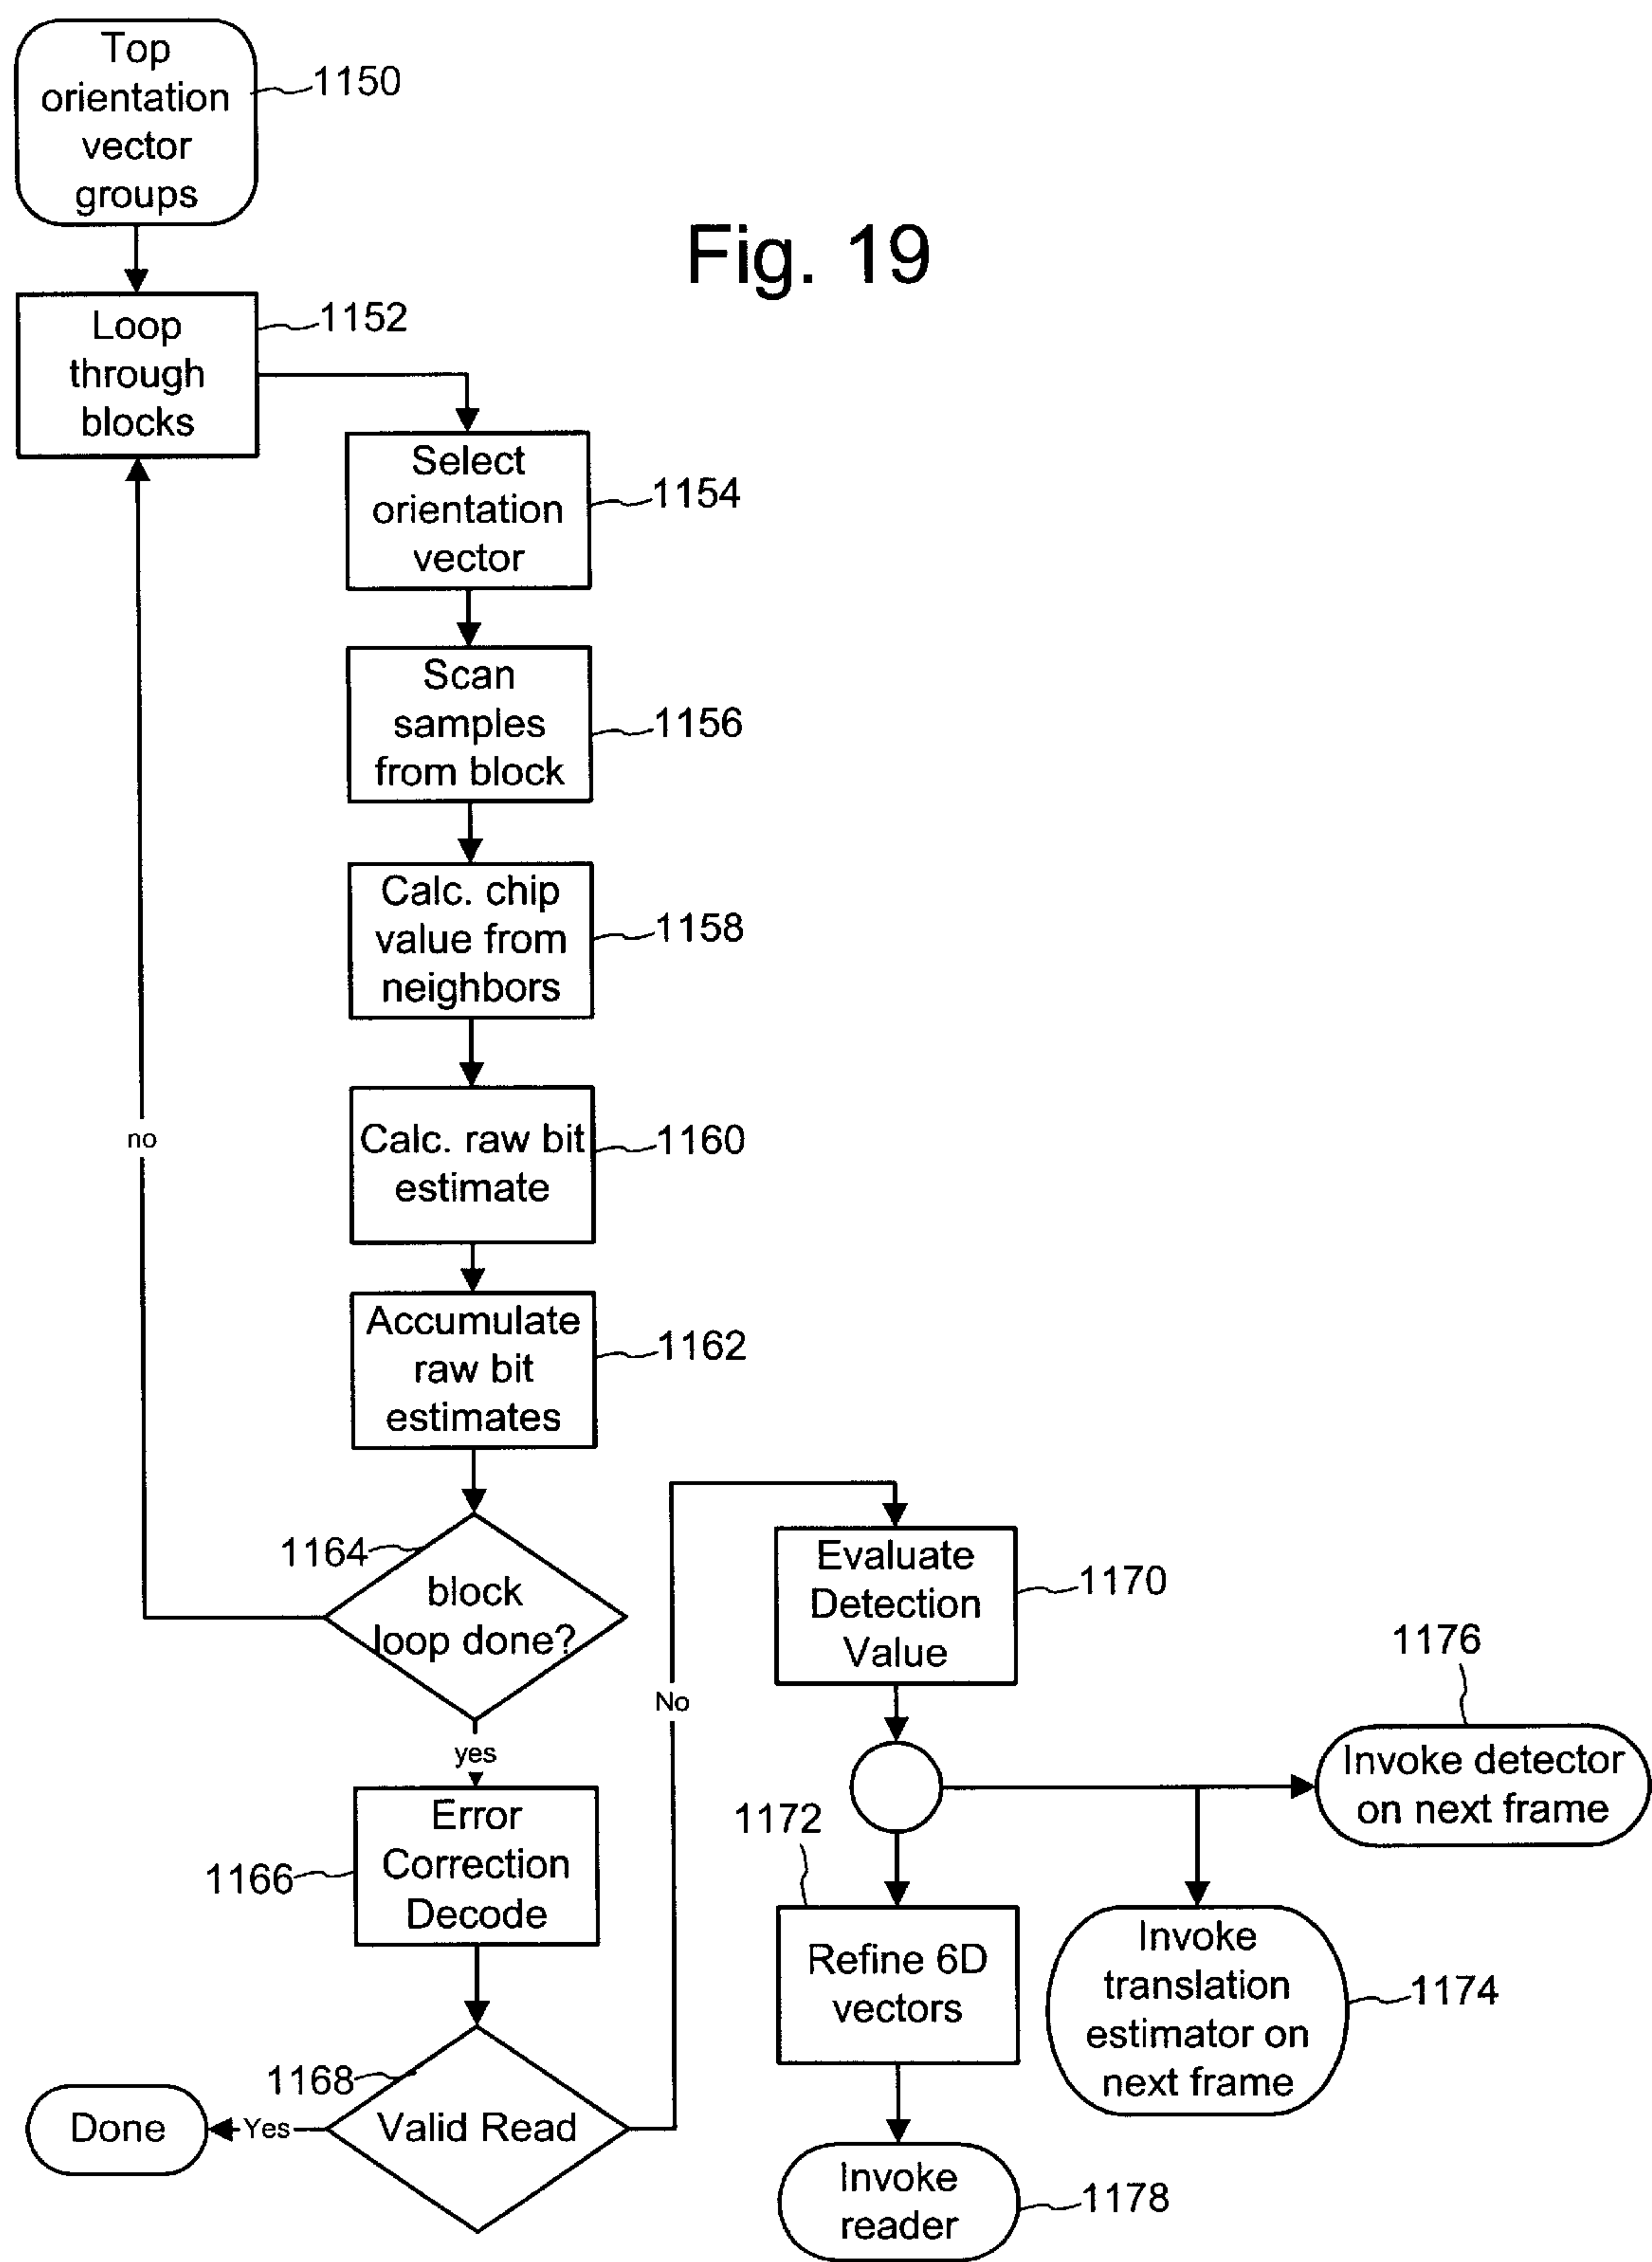 Top
orientation
vector
groups
1150
Fig. 19
Loop
through
blocks
1152
Select
orientation
vector
1154
Scan
samples
from block
1156
Calc. chip
value from
neighbors
1158
no
Calc. raw bit
estimate
1160
Accumulate
raw bit
estimates
1162
1164
block
loop done?
yes
Error
Correction
Decode
1166
1168
Valid Read
Yes
Done
No
Evaluate
Detection
Value
1170
1176
Invoke detector
on next frame
1172
Refine 6D
vectors
Invoke
translation
estimator on
next frame
1174
Invoke
reader
1178